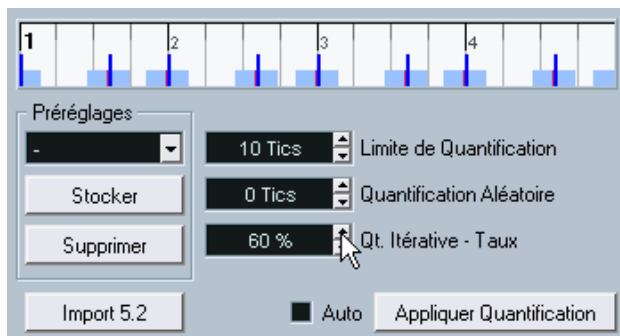 1 2 3 4
Préréglages
-
10 Tics Limite de Quantification
Stocker
0 Tics Quantification Aléatoire
Supprimer
60 % Qt. Itérative - Taux
Import 5.2
Auto
Appliquer Quantification